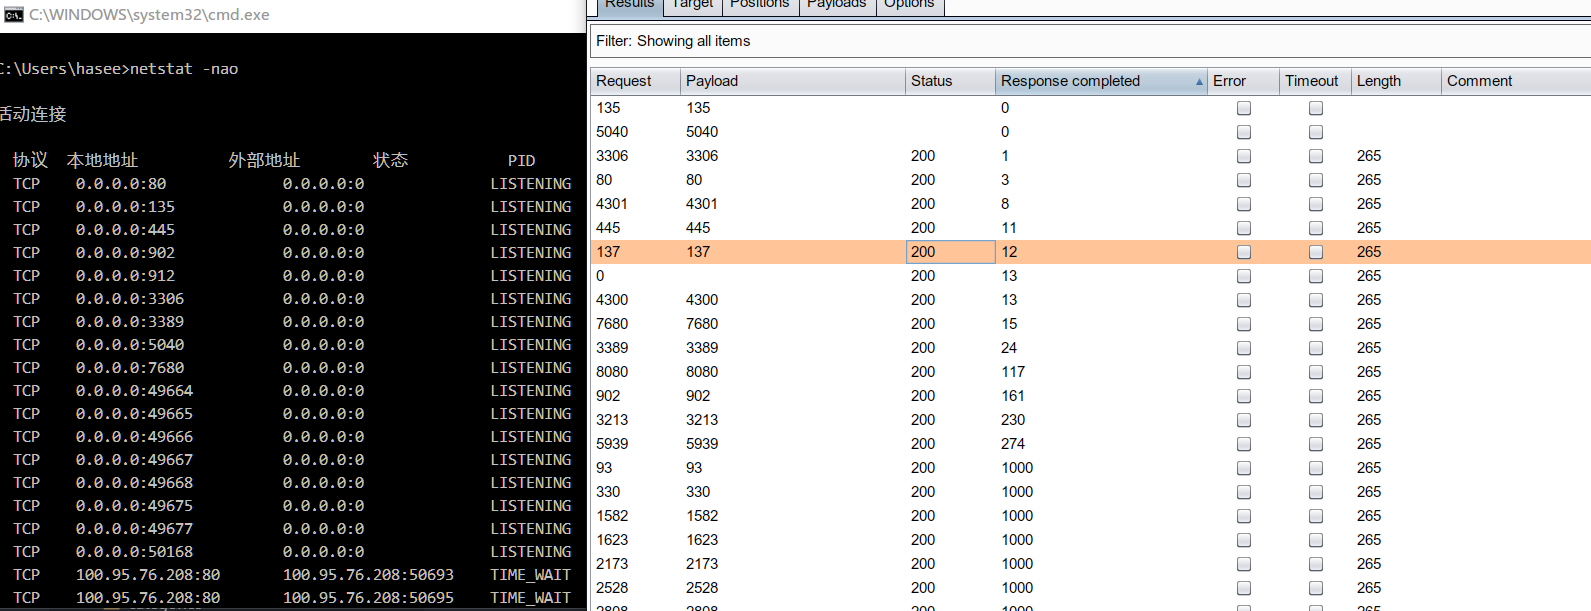 C:\WINDOWS\system32\cmd.exe
C:\Users\hasee>netstat -nao
活动连接
协议 本地地址 外部地址 状态 PID
TCP 0.0.0.0:80 0.0.0.0:0 LISTENING
TCP 0.0.0.0:135 0.0.0.0:0 LISTENING
TCP 0.0.0.0:445 0.0.0.0:0 LISTENING
TCP 0.0.0.0:902 0.0.0.0:0 LISTENING
TCP 0.0.0.0:912 0.0.0.0:0 LISTENING
TCP 0.0.0.0:3306 0.0.0.0:0 LISTENING
TCP 0.0.0.0:3389 0.0.0.0:0 LISTENING
TCP 0.0.0.0:5040 0.0.0.0:0 LISTENING
TCP 0.0.0.0:7680 0.0.0.0:0 LISTENING
TCP 0.0.0.0:49664 0.0.0.0:0 LISTENING
TCP 0.0.0.0:49665 0.0.0.0:0 LISTENING
TCP 0.0.0.0:49666 0.0.0.0:0 LISTENING
TCP 0.0.0.0:49667 0.0.0.0:0 LISTENING
TCP 0.0.0.0:49668 0.0.0.0:0 LISTENING
TCP 0.0.0.0:49675 0.0.0.0:0 LISTENING
TCP 0.0.0.0:49677 0.0.0.0:0 LISTENING
TCP 0.0.0.0:50168 0.0.0.0:0 LISTENING
TCP 100.95.76.208:80 100.95.76.208:50693 TIME_WAIT
TCP 100.95.76.208:80 100.95.76.208:50695 TIME_WAIT
Results Target Positions Payloads Options
Filter: Showing all items
Request Payload Status Response completed Error Timeout Length Comment
135 135 0
5040 5040 0
3306 3306 200 1 265
80 80 200 3 265
4301 4301 200 8 265
445 445 200 11 265
137 137 200 12 265
0 200 13 265
4300 4300 200 13 265
7680 7680 200 15 265
3389 3389 200 24 265
8080 8080 200 117 265
902 902 200 161 265
3213 3213 200 230 265
5939 5939 200 274 265
93 93 200 1000 265
330 330 200 1000 265
1582 1582 200 1000 265
1623 1623 200 1000 265
2173 2173 200 1000 265
2528 2528 200 1000 265
2808 2808 200 1000 265